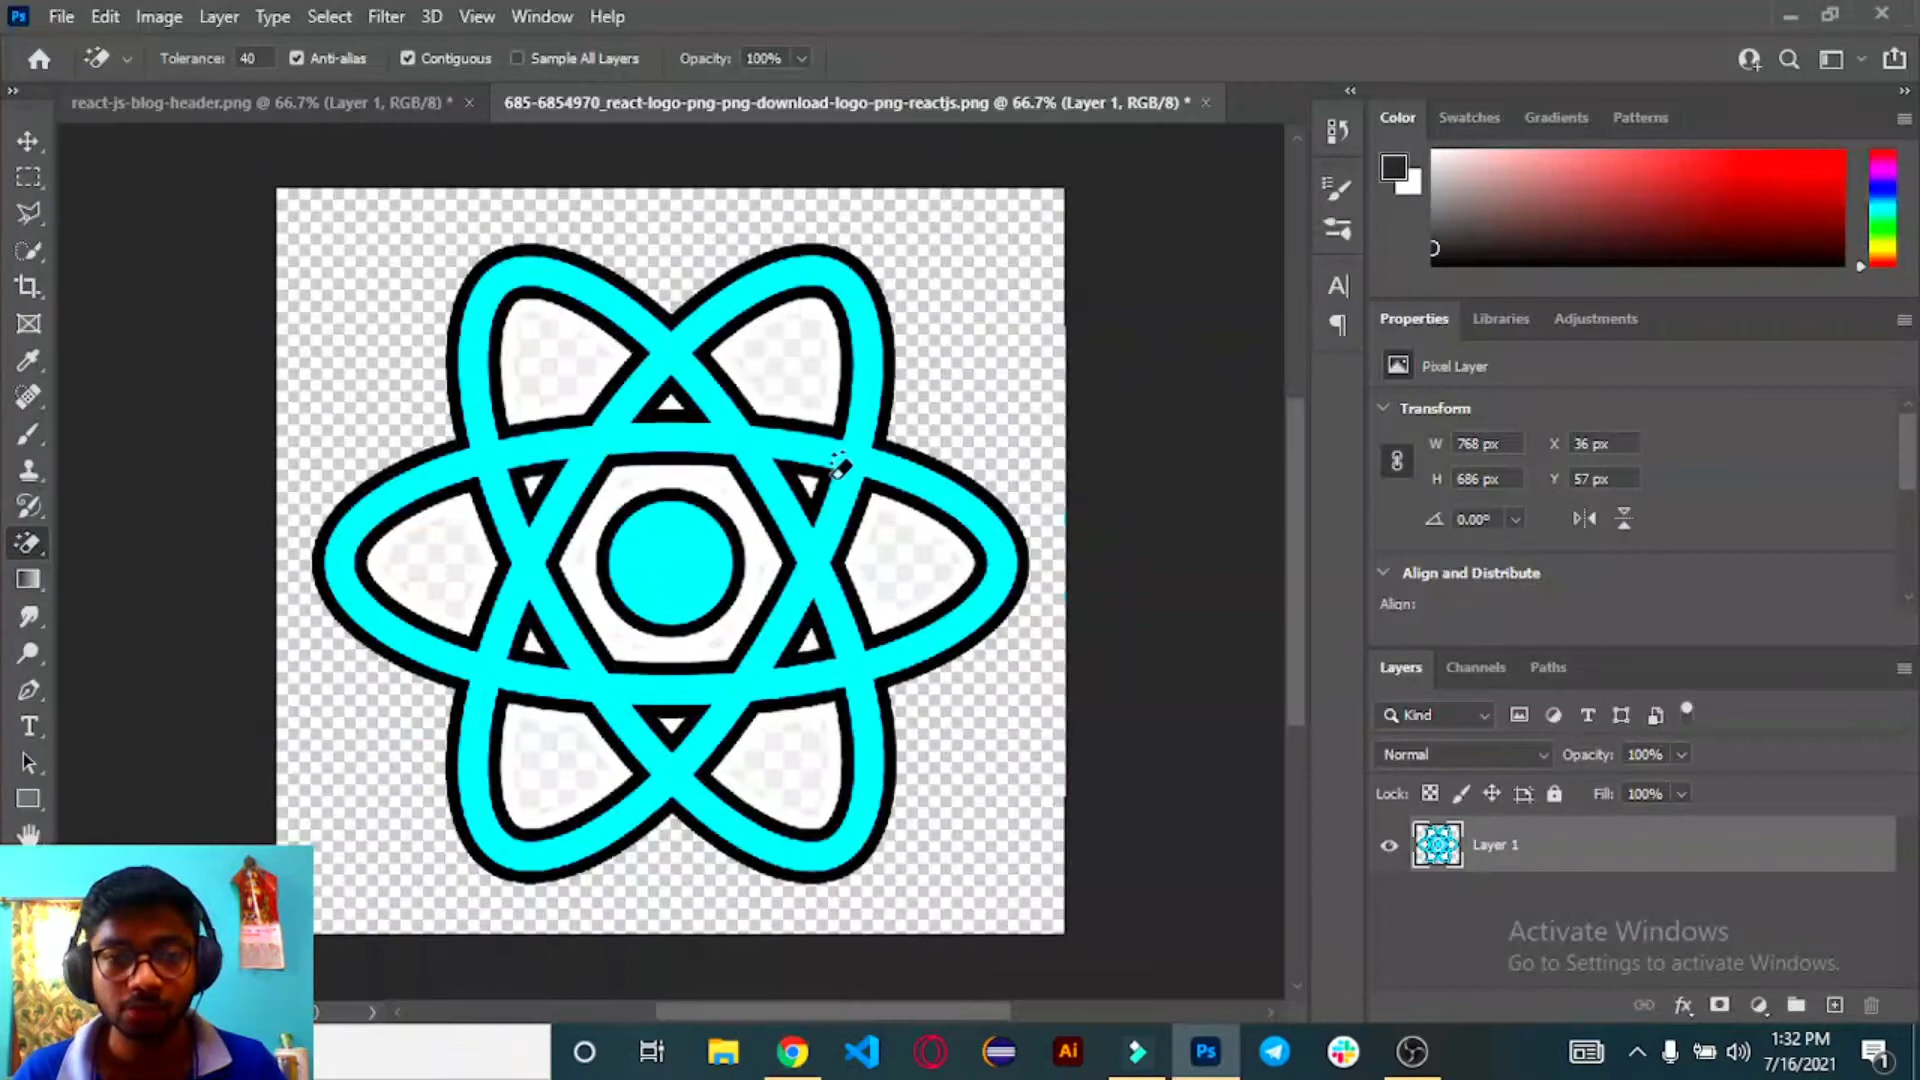 Ps File Edit Image Layer Type Select Filter 3D View Window Help
Tolerance: 40 Anti-alias Contiguous Sample All Layers Opacity: 100%
react-js-blog-header.png @ 66.7% (Layer 1, RGB/8) * × 685-6854970_react-logo-png-png-download-logo-png-reactjs.png @ 66.7% (Layer 1, RGB/8) * ×
Color Swatches Gradients Patterns
Properties Libraries Adjustments
Pixel Layer
Transform
W 768 px X 36 px
H 686 px Y 57 px
0.00°
Align and Distribute
Align:
Layers Channels Paths
Kind
Normal Opacity: 100%
Lock: Fill: 100%
Layer 1
Activate Windows
Go to Settings to activate Windows.
Ai Ps
1:32 PM
7/16/2021
1